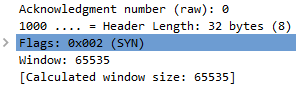 Acknowledgment number (raw): 0
1000 .... = Header Length: 32 bytes (8)
Flags: 0x002 (SYN)
Window: 65535
[Calculated window size: 65535]